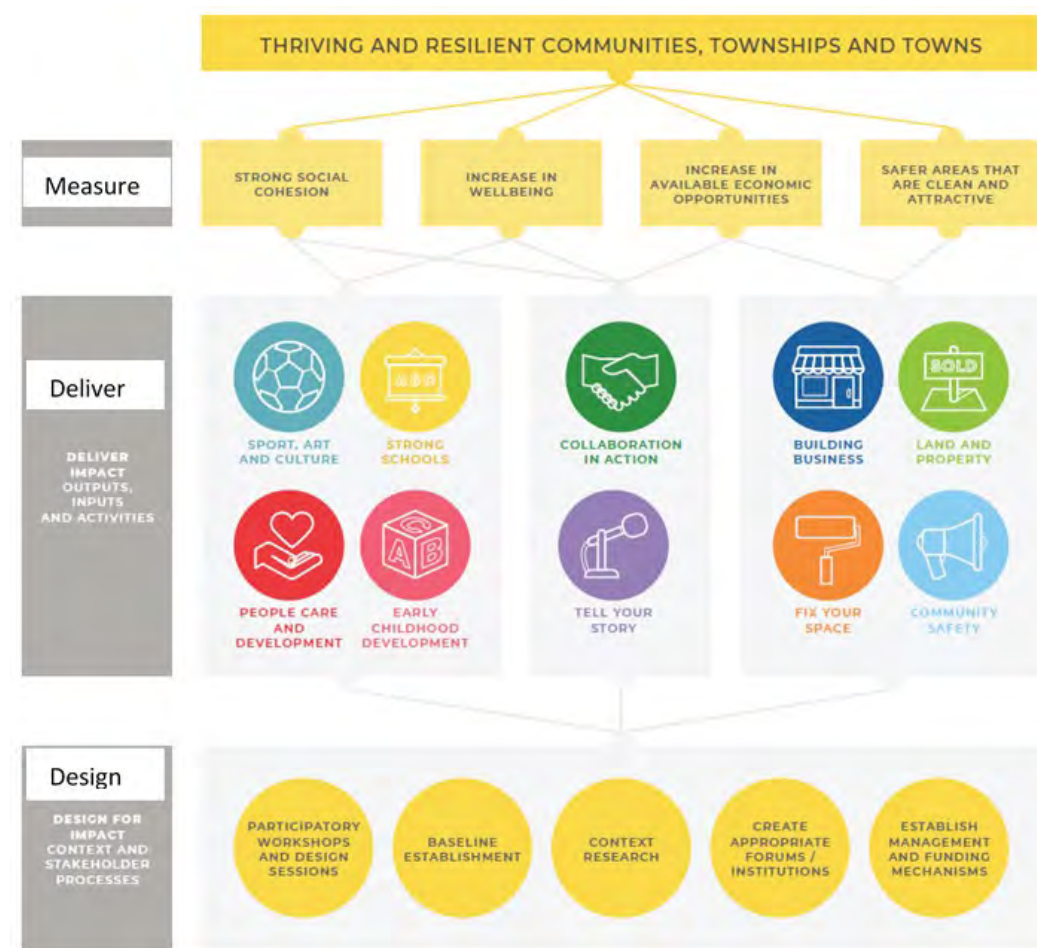 THRIVING AND RESILIENT COMMUNITIES, TOWNSHIPS AND TOWNS
Measure
STRONG SOCIAL
COHESION
INCREASE IN
WELLBEING
INCREASE IN
AVAILABLE ECONOMIC
OPPORTUNITIES
SAFER AREAS THAT
ARE CLEAN AND
ATTRACTIVE
Deliver
DELIVER
IMPACT
OUTPUTS,
INPUTS
AND ACTIVITIES
SPORT, ART
AND CULTURE
STRONG
SCHOOLS
COLLABORATION
IN ACTION
BUILDING
BUSINESS
SOLD
LAND AND
PROPERTY
C
A B
PEOPLE CARE
AND
DEVELOPMENT
EARLY
CHILDHOOD
DEVELOPMENT
TELL YOUR
STORY
FIX YOUR
SPACE
COMMUNITY
SAFETY
Design
DESIGN FOR
IMPACT
CONTEXT AND
STAKEHOLDER
PROCESSES
PARTICIPATORY
WORKSHOPS
AND DESIGN
SESSIONS
BASELINE
ESTABLISHMENT
CONTEXT
RESEARCH
CREATE
APPROPRIATE
FORUMS /
INSTITUTIONS
ESTABLISH
MANAGEMENT
AND FUNDING
MECHANISMS